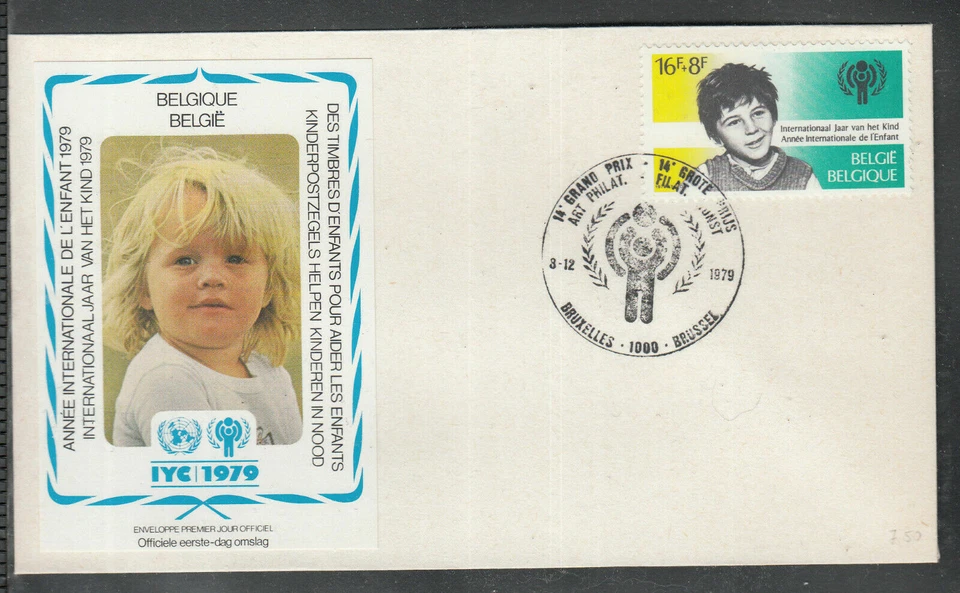 BELGIQUE
BELGIË
ANNÉE INTERNATIONALE DE L'ENFANT 1979
INTERNATIONAAL JAAR VAN HET KIND 1979
DES TIMBRES D'ENFANTS POUR AIDER LES ENFANTS
KINDERPOSTZEGELS HELPEN KINDEREN IN NOOD
IYC 1979
ENVELOPPE PREMIER JOUR OFFICIEL
Officiele eerste-dag omslag
16F+8F
Internationaal Jaar van het Kind
Année Internationale de l'Enfant
BELGIË
BELGIQUE
14e GRAND PRIX - 14e GROTE PRIJS
ART PHILAT. - FILAT. KUNST
8-12 1979
BRUXELLES - 1000 - BRUSSEL